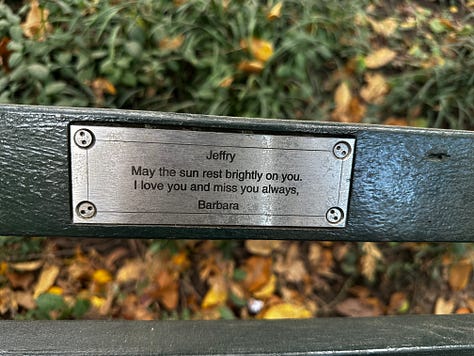 Jeffry
May the sun rest brightly on you.
I love you and miss you always,
Barbara